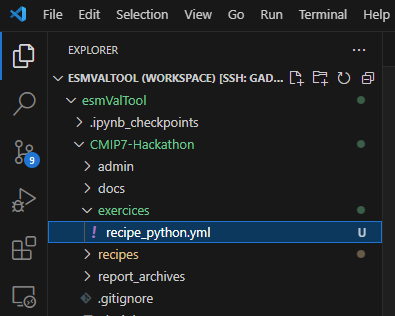 File Edit Selection View Go Run Terminal Help
EXPLORER
ESMVALTOOL (WORKSPACE) [SSH: GAD...
esmValTool
.ipynb_checkpoints
CMIP7-Hackathon
admin
docs
9
exercices
! recipe_python.yml U
recipes
report_archives
.gitignore